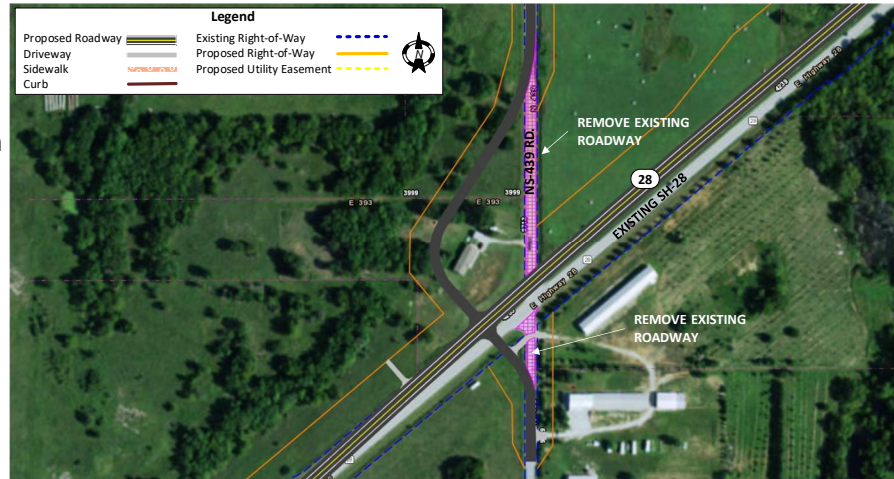 Legend
Proposed Roadway
Driveway
Sidewalk
Curb
Existing Right-of-Way
Proposed Right-of-Way
Proposed Utility Easement
N
REMOVE EXISTING
ROADWAY
NS-439 RD.
28
EXISTING SH-28
E Highway 28
28
E 393
3999
E 393
3999
28
E Highway 28
REMOVE EXISTING
ROADWAY